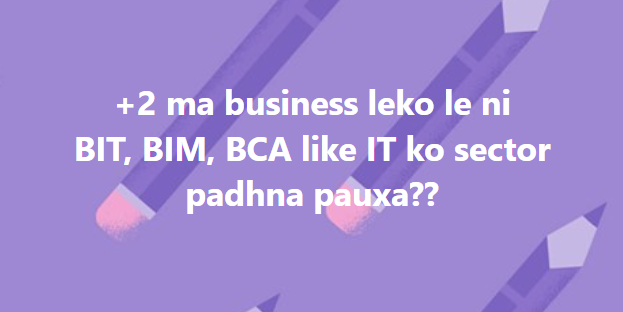 +2 ma business leko le ni
BIT, BIM, BCA like IT ko sector
padhna pauxa??